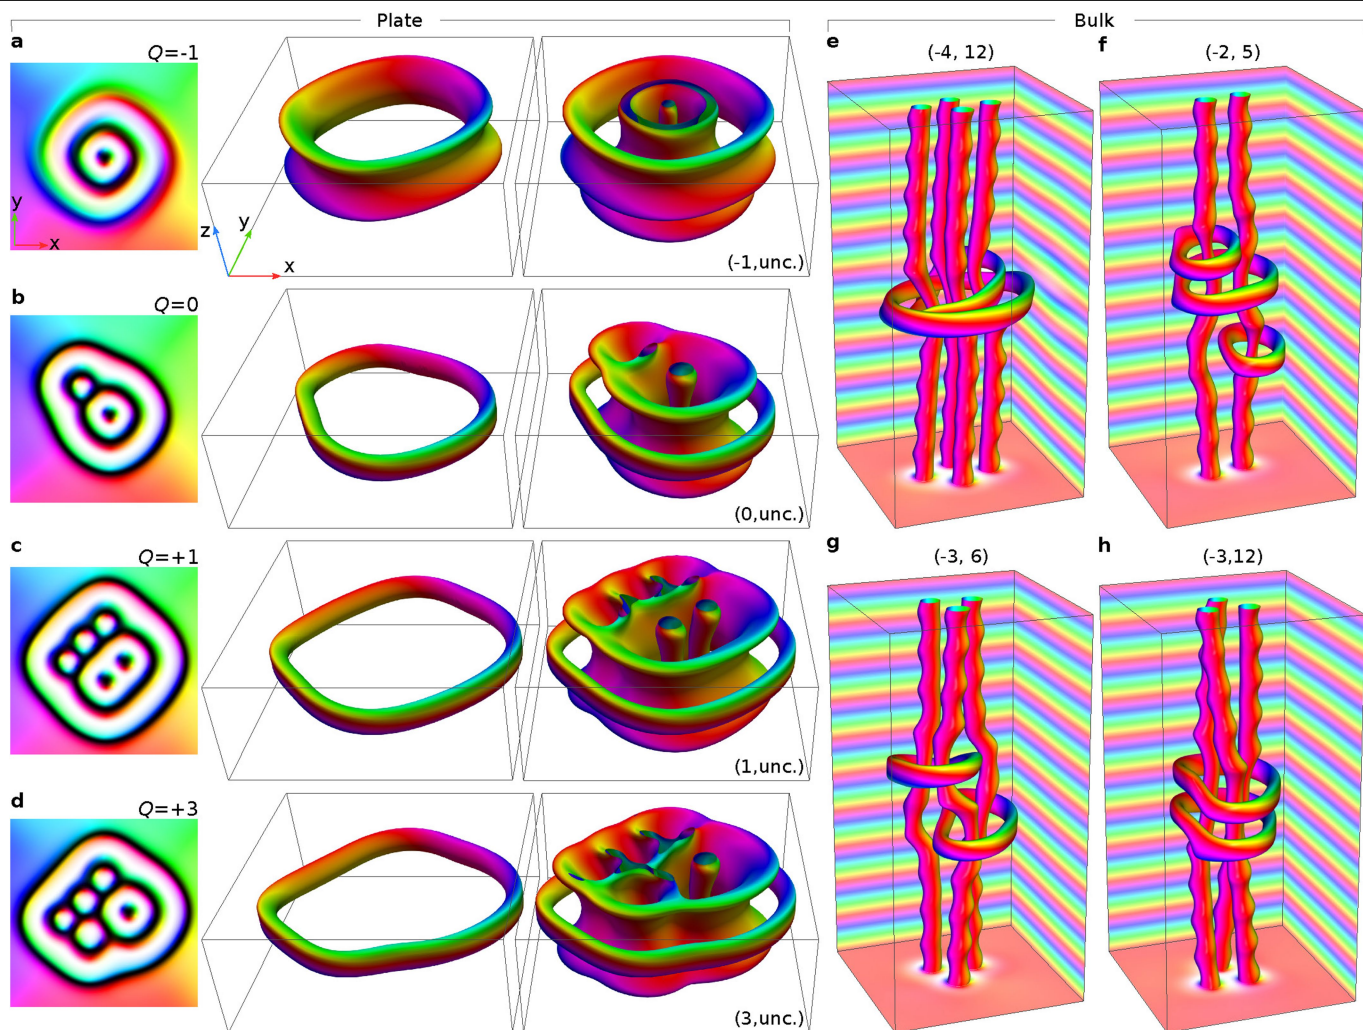 Plate
Bulk
a
Q=-1
y
x
z
y
x
(-1,unc.)
b
Q=0
(0,unc.)
c
Q=+1
(1,unc.)
d
Q=+3
(3,unc.)
e
(-4, 12)
f
(-2, 5)
g
(-3, 6)
h
(-3,12)